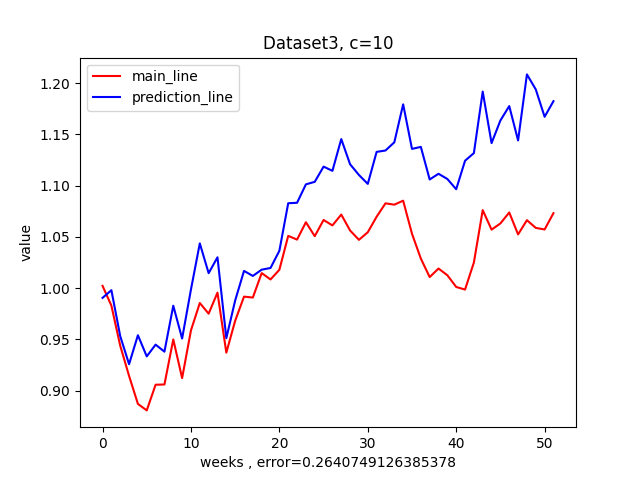 Dataset3, c=10
main_line
prediction_line
1.20
1.15
1.10
1.05
1.00
0.95
0.90
value
0 10 20 30 40 50
weeks , error=0.2640749126385378